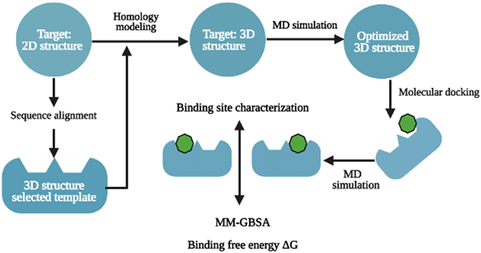 Target:
2D structure
Homology
modeling
Target: 3D
structure
MD simulation
Optimized
3D structure
Molecular docking
Sequence alignment
3D structure
selected template
Binding site characterization
MD
simulation
MM-GBSA
Binding free energy ΔG